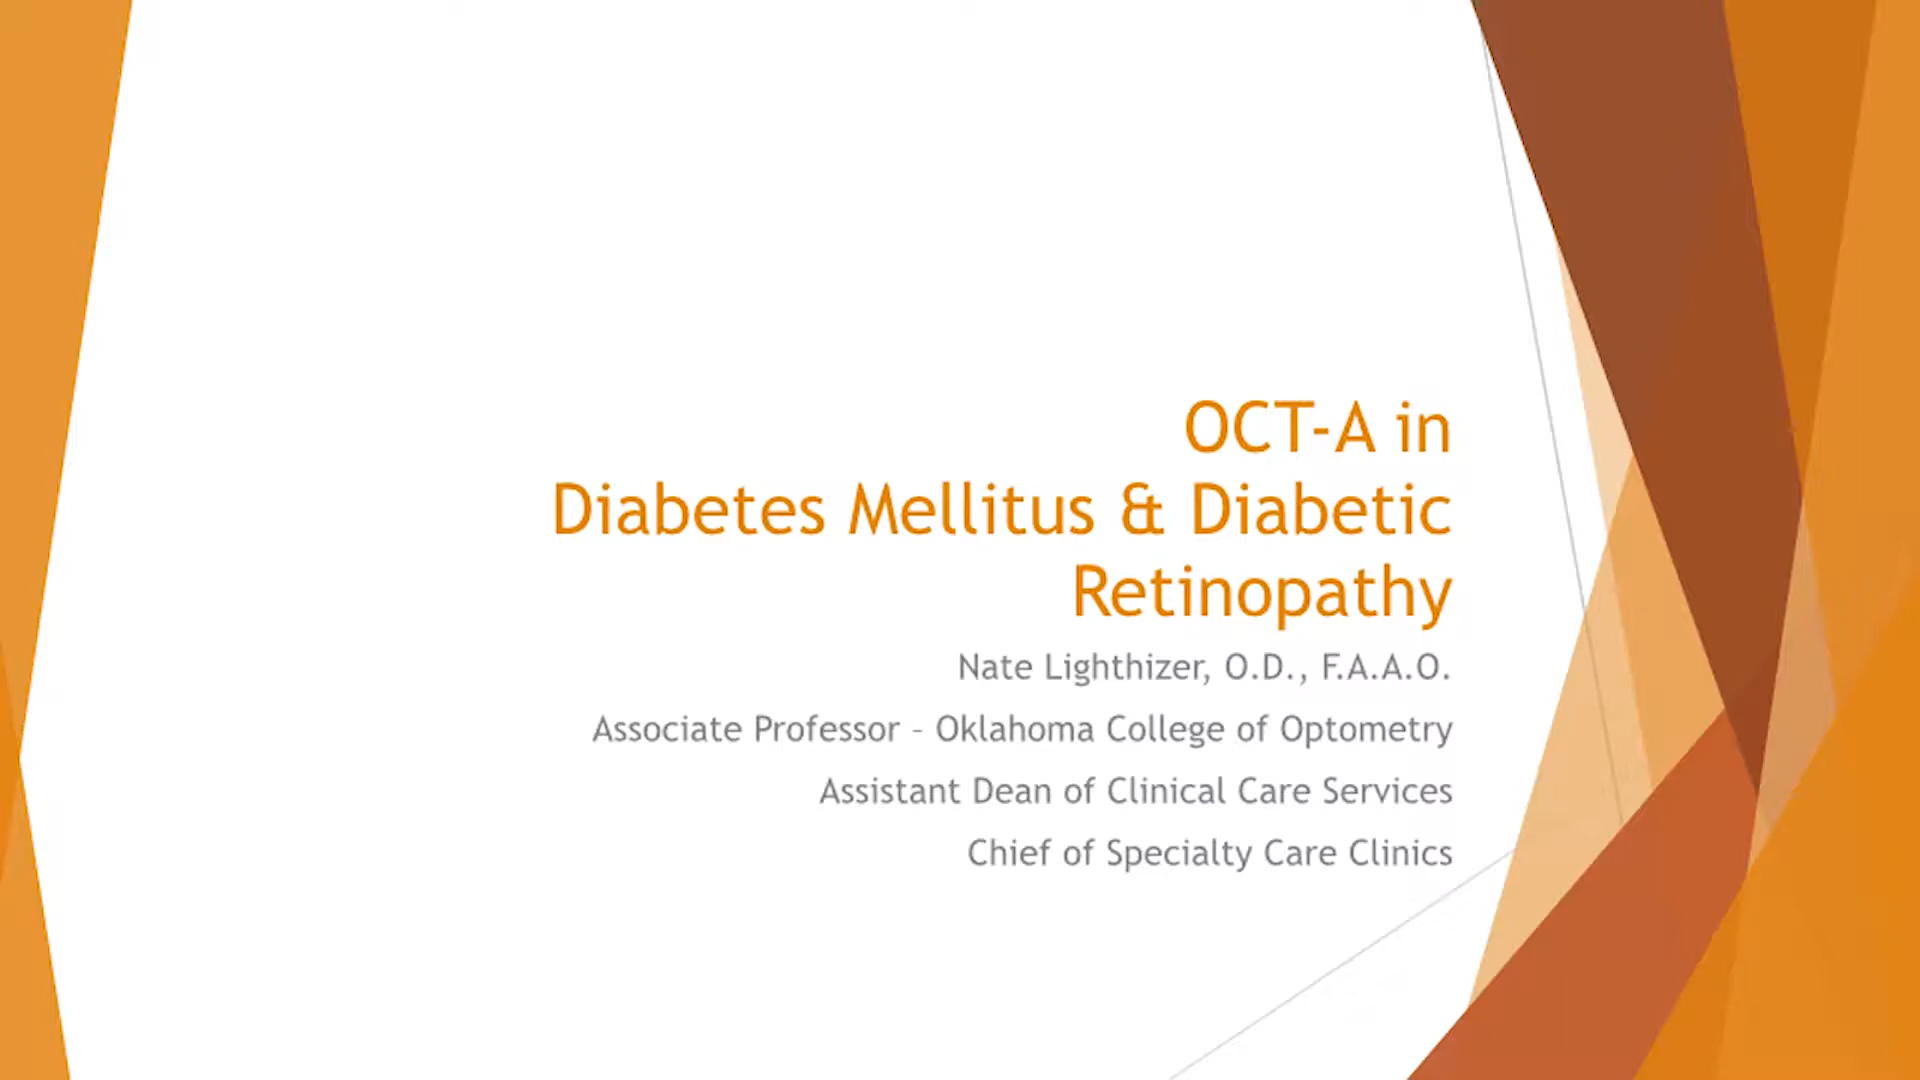 OCT-A in
Diabetes Mellitus & Diabetic
Retinopathy
Nate Lighthizer, O.D., F.A.A.O.
Associate Professor – Oklahoma College of Optometry
Assistant Dean of Clinical Care Services
Chief of Specialty Care Clinics